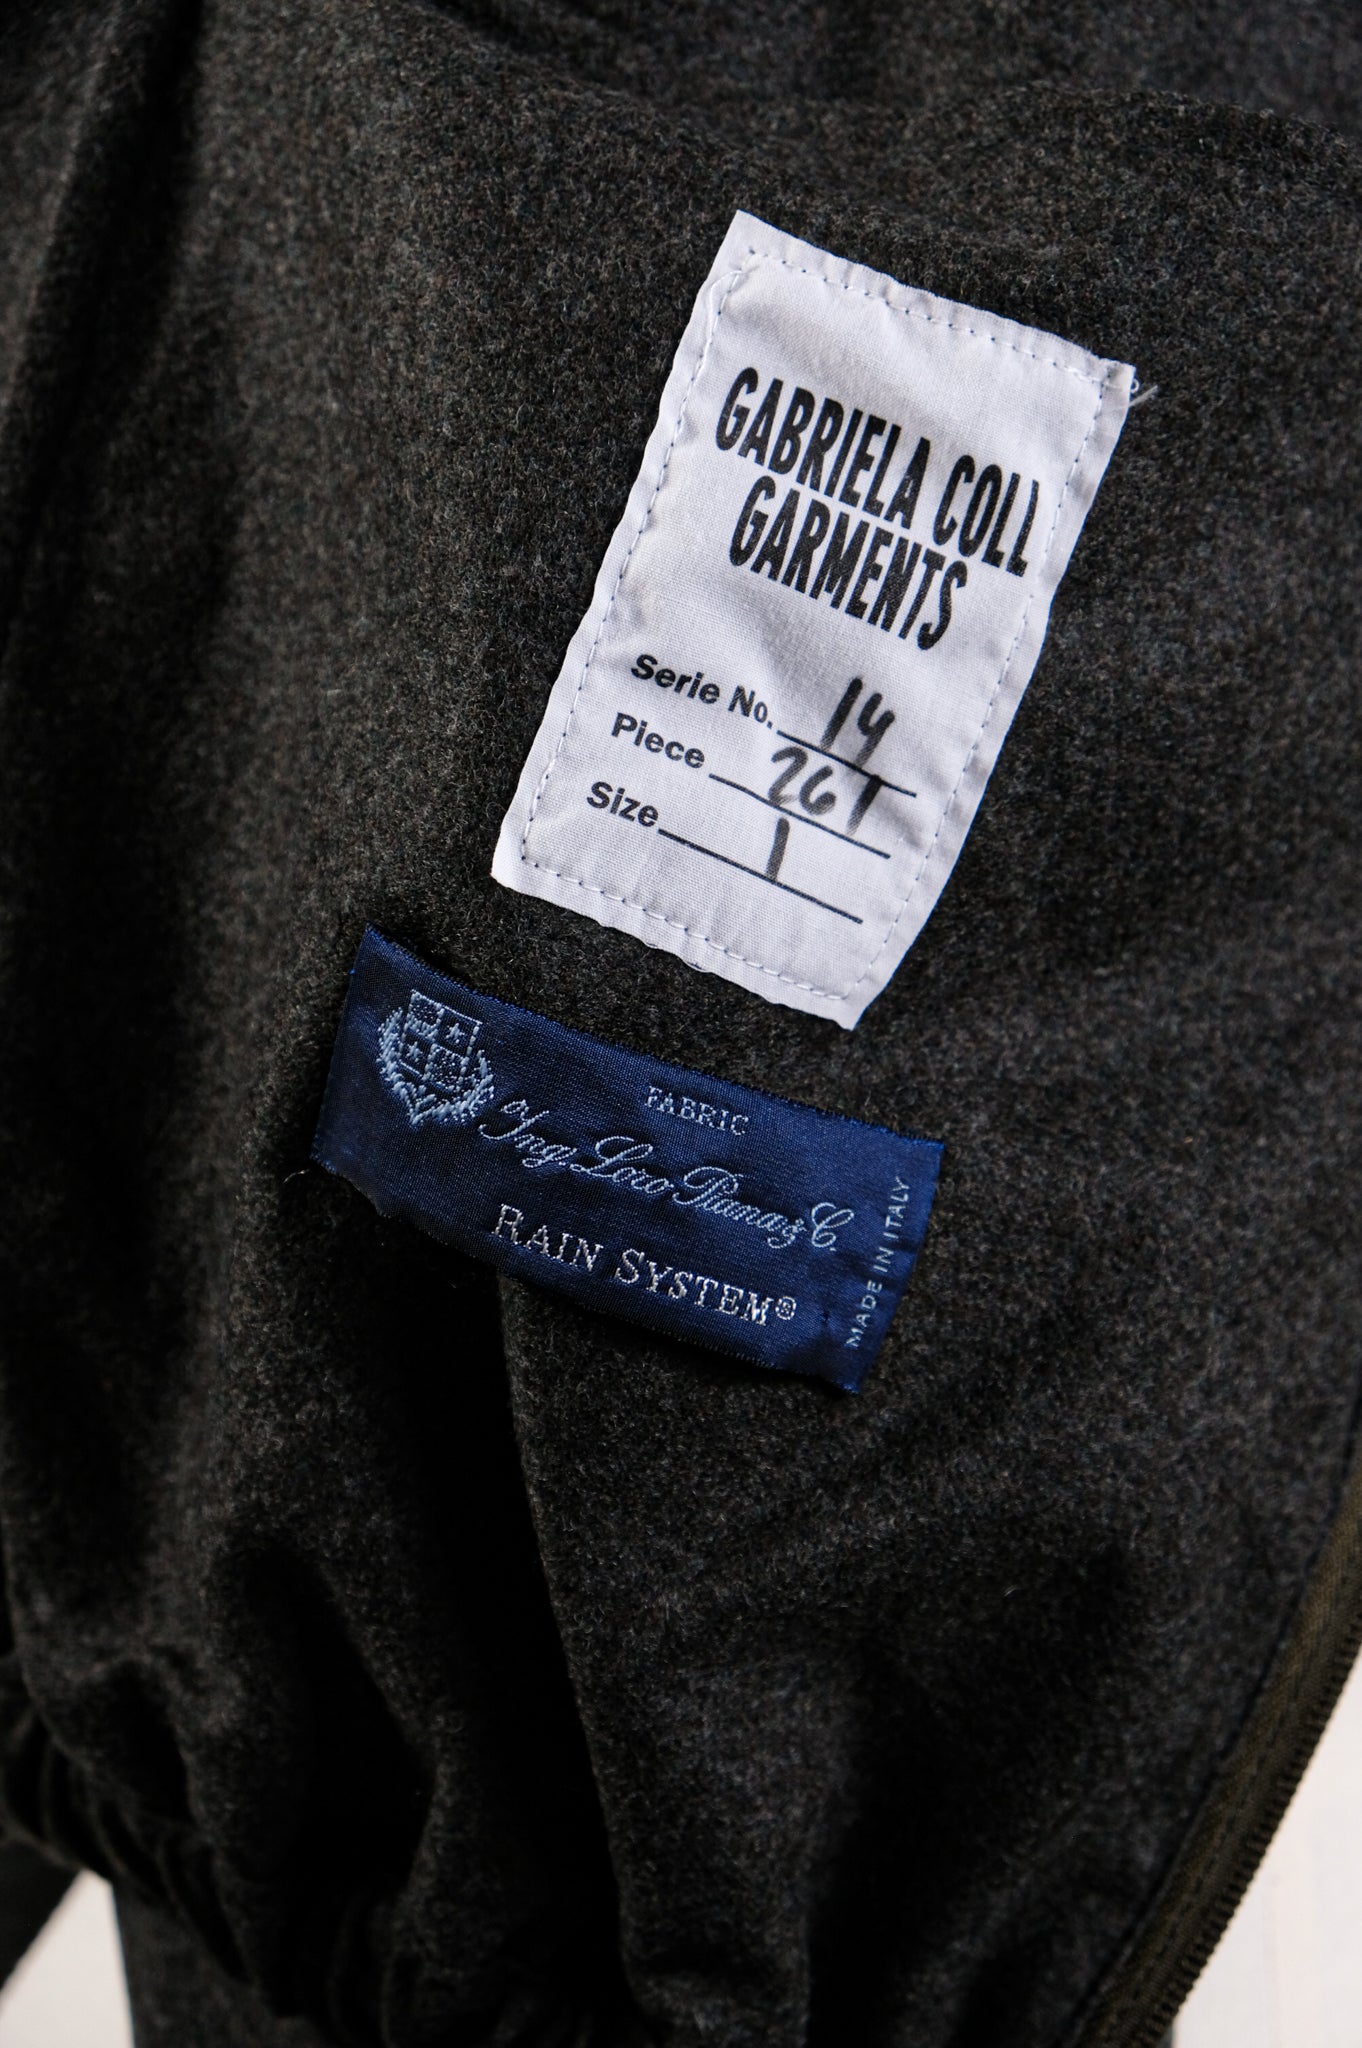 GABRIELA COLL
GARMENTS
Serie No. 14
Piece 261
Size 1
FABRIC
Ing. Loro Piana & C.
RAIN SYSTEM®
MADE IN ITALY